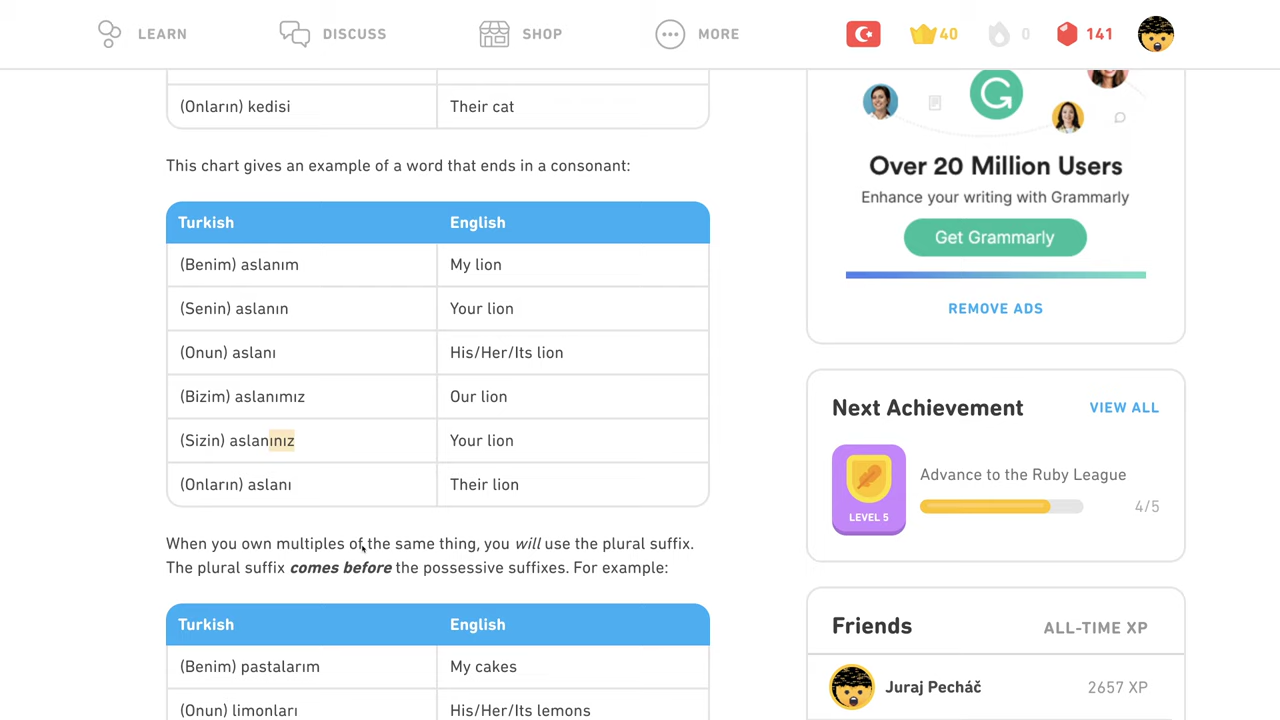 LEARN DISCUSS SHOP MORE 40 0 141
(Onların) kedisi Their cat
This chart gives an example of a word that ends in a consonant:
Turkish English
(Benim) aslanım My lion
(Senin) aslanın Your lion
(Onun) aslanı His/Her/Its lion
(Bizim) aslanımız Our lion
(Sizin) aslanınız Your lion
(Onların) aslanı Their lion
When you own multiples of the same thing, you will use the plural suffix.
The plural suffix comes before the possessive suffixes. For example:
Turkish English
(Benim) pastalarım My cakes
(Onun) limonları His/Her/Its lemons
G
Over 20 Million Users
Enhance your writing with Grammarly
Get Grammarly
REMOVE ADS
Next Achievement VIEW ALL
Advance to the Ruby League
4/5
LEVEL 5
Friends ALL-TIME XP
Juraj Pecháč 2657 XP